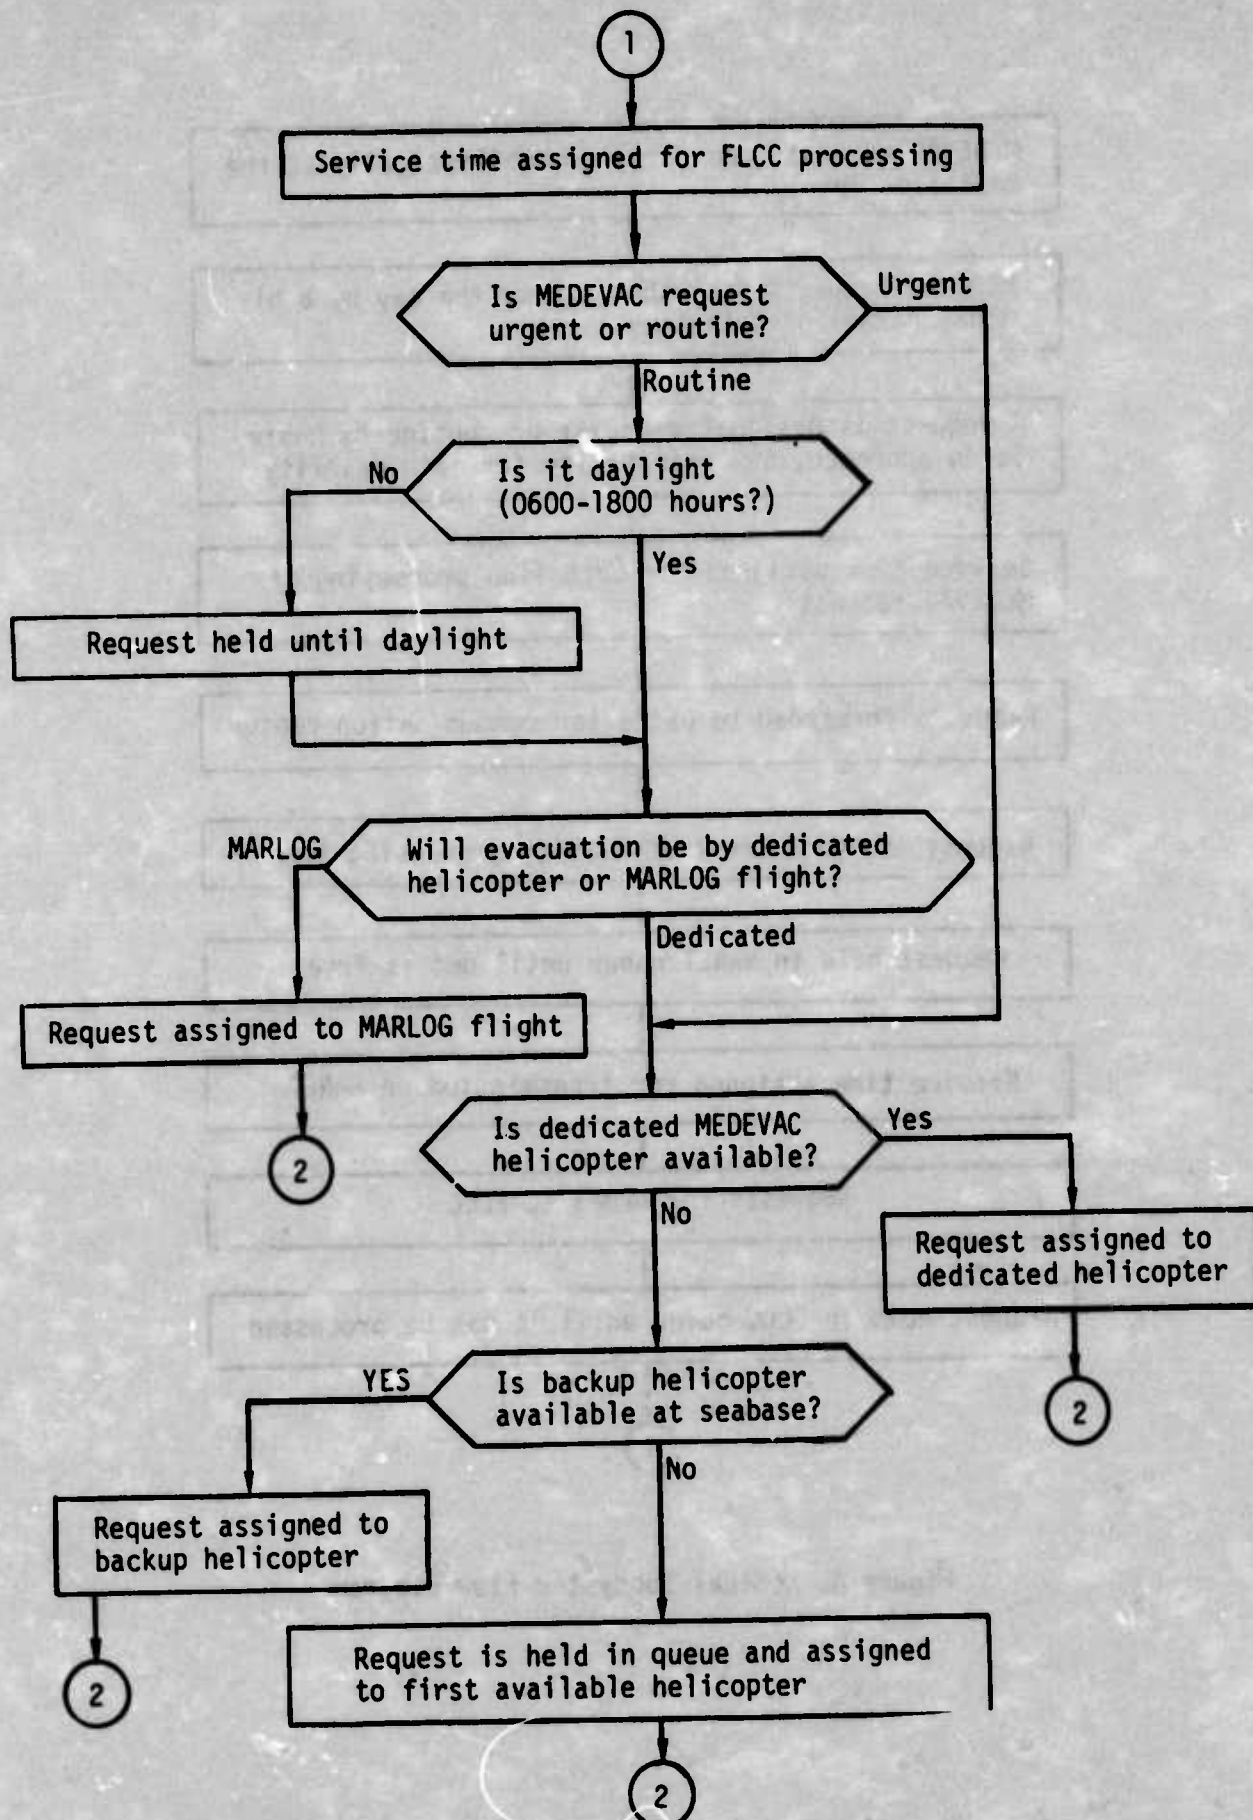 1
Service time assigned for FLCC processing
Is MEDEVAC request
urgent or routine?
Urgent
Routine
No
Is it daylight
(0600-1800 hours?)
Yes
Request held until daylight
MARLOG
Will evacuation be by dedicated
helicopter or MARLOG flight?
Dedicated
Request assigned to MARLOG flight
2
Is dedicated MEDEVAC
helicopter available?
Yes
No
Request assigned to
dedicated helicopter
2
YES
Is backup helicopter
available at seabase?
No
Request assigned to
backup helicopter
2
Request is held in queue and assigned
to first available helicopter
2